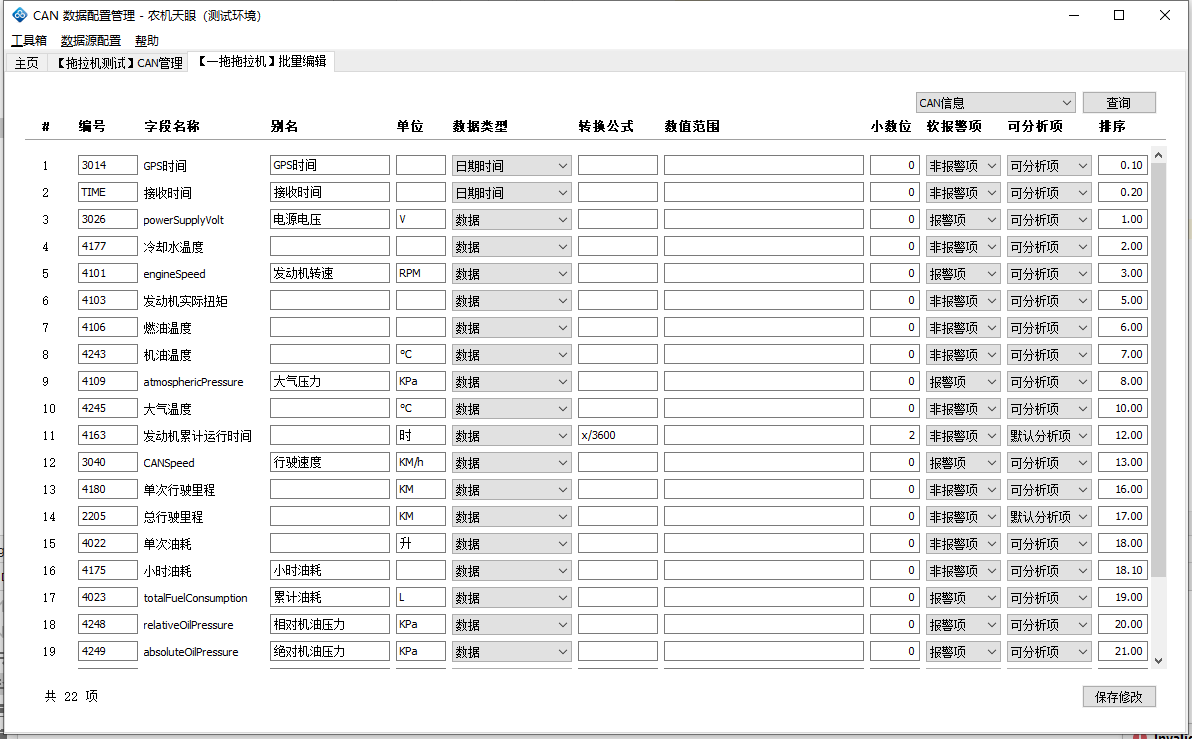 CAN 数据配置管理 - 农机天眼 (测试环境)
工具箱 数据源配置 帮助
主页 【拖拉机测试】CAN管理 【一拖拖拉机】批量编辑
CAN信息 查询
# 编号 字段名称 别名 单位 数据类型 转换公式 数值范围 小数位 软报警项 可分析项 排序
1 3014 GPS时间 GPS时间 日期时间 0 非报警项 可分析项 0.10
2 TIME 接收时间 接收时间 日期时间 0 非报警项 可分析项 0.20
3 3026 powerSupplyVolt 电源电压 V 数据 0 报警项 可分析项 1.00
4 4177 冷却水温度 数据 0 非报警项 可分析项 2.00
5 4101 engineSpeed 发动机转速 RPM 数据 0 报警项 可分析项 3.00
6 4103 发动机实际扭矩 数据 0 非报警项 可分析项 5.00
7 4106 燃油温度 数据 0 非报警项 可分析项 6.00
8 4243 机油温度 ℃ 数据 0 非报警项 可分析项 7.00
9 4109 atmosphericPressure 大气压力 KPa 数据 0 报警项 可分析项 8.00
10 4245 大气温度 ℃ 数据 0 非报警项 可分析项 10.00
11 4163 发动机累计运行时间 时 数据 x/3600 2 非报警项 默认分析项 12.00
12 3040 CANSpeed 行驶速度 KM/h 数据 0 报警项 可分析项 13.00
13 4180 单次行驶里程 KM 数据 0 非报警项 可分析项 16.00
14 2205 总行驶里程 KM 数据 0 非报警项 默认分析项 17.00
15 4022 单次油耗 升 数据 0 非报警项 可分析项 18.00
16 4175 小时油耗 小时油耗 数据 0 非报警项 可分析项 18.10
17 4023 totalFuelConsumption 累计油耗 L 数据 0 报警项 可分析项 19.00
18 4248 relativeOilPressure 相对机油压力 KPa 数据 0 报警项 可分析项 20.00
19 4249 absoluteOilPressure 绝对机油压力 KPa 数据 0 报警项 可分析项 21.00
共 22 项 保存修改